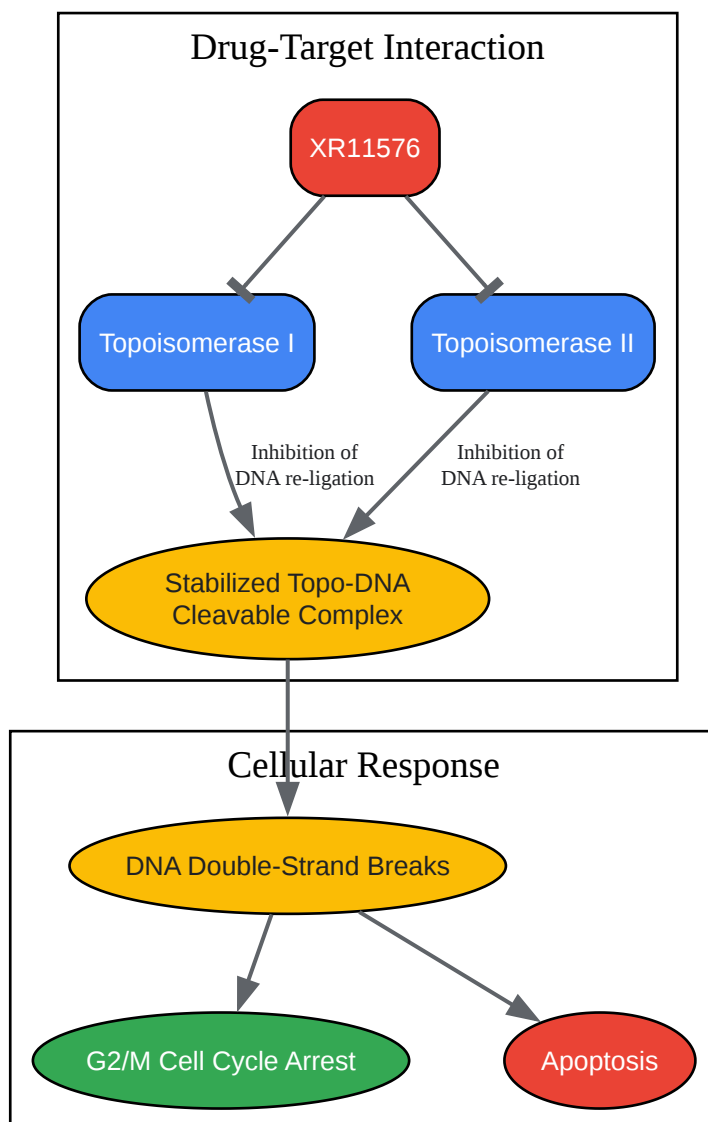 Drug-Target Interaction
XR11576
Topoisomerase I
Topoisomerase II
Inhibition of
DNA re-ligation
Inhibition of
DNA re-ligation
Stabilized Topo-DNA
Cleavable Complex
Cellular Response
DNA Double-Strand Breaks
G2/M Cell Cycle Arrest
Apoptosis